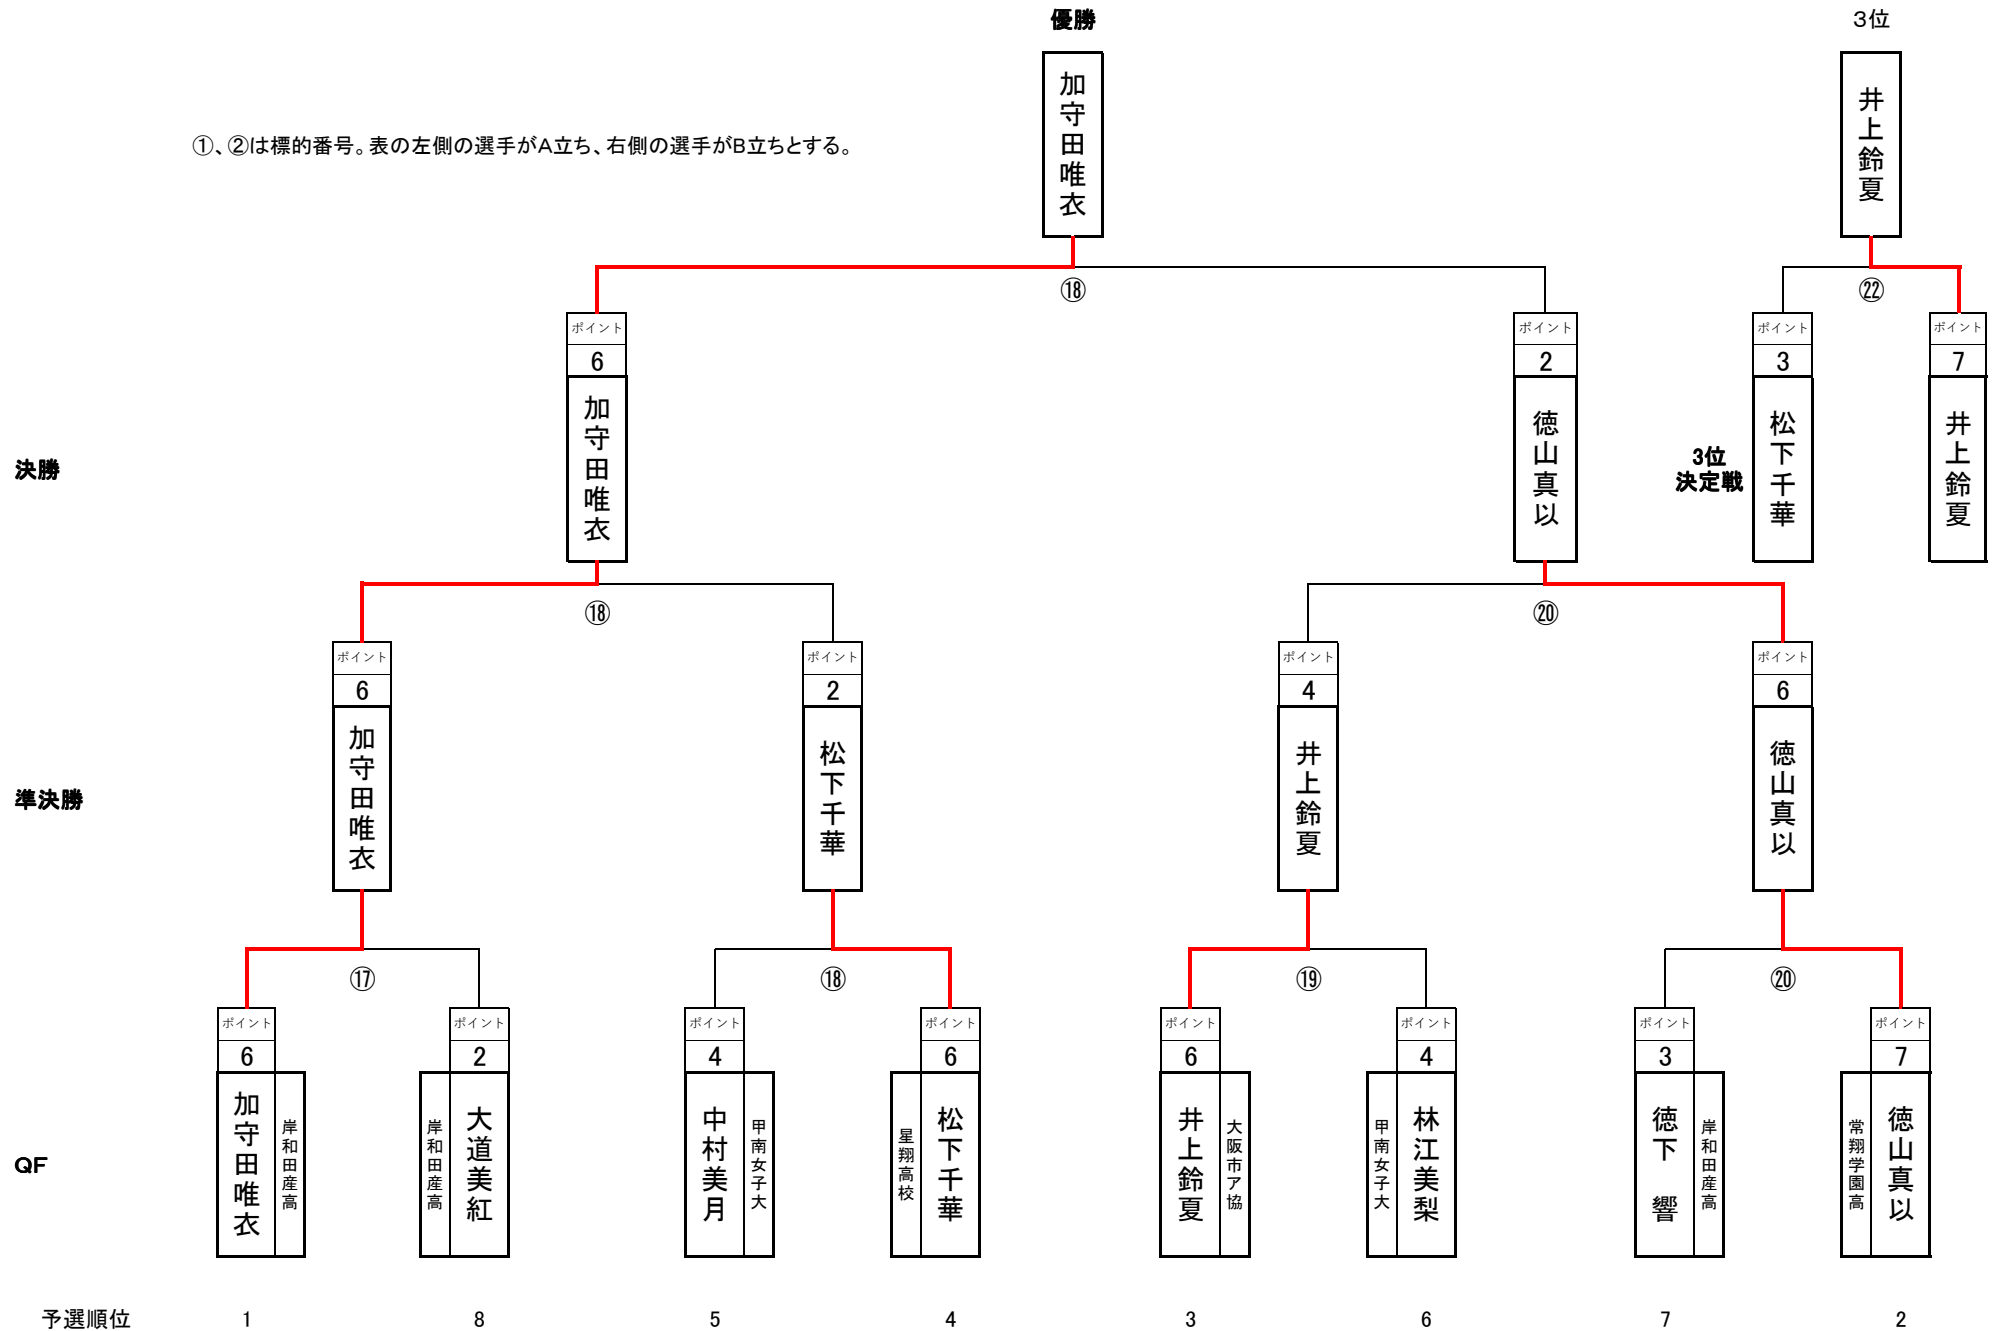 優勝
3位
加守田唯衣
井上鈴夏
①、②は標的番号。表の左側の選手がA立ち、右側の選手がB立ちとする。
⑱
㉒
ポイント
ポイント
ポイント
ポイント
6
2
3
7
決勝
加守田唯衣
徳山真以
3位
決定戦
松下千華
井上鈴夏
⑱
⑳
ポイント
ポイント
ポイント
ポイント
6
2
4
6
準決勝
加守田唯衣
松下千華
井上鈴夏
徳山真以
⑰
⑱
⑲
⑳
ポイント
ポイント
ポイント
ポイント
ポイント
ポイント
ポイント
ポイント
6
2
4
6
6
4
3
7
QF
加守田唯衣
岸和田産高
岸和田産高
大道美紅
中村美月
甲南女子大
星翔高校
松下千華
井上鈴夏
大阪市ア協
甲南女子大
林江美梨
徳下 響
岸和田産高
常翔学園高
徳山真以
予選順位 1 8 5 4 3 6 7 2